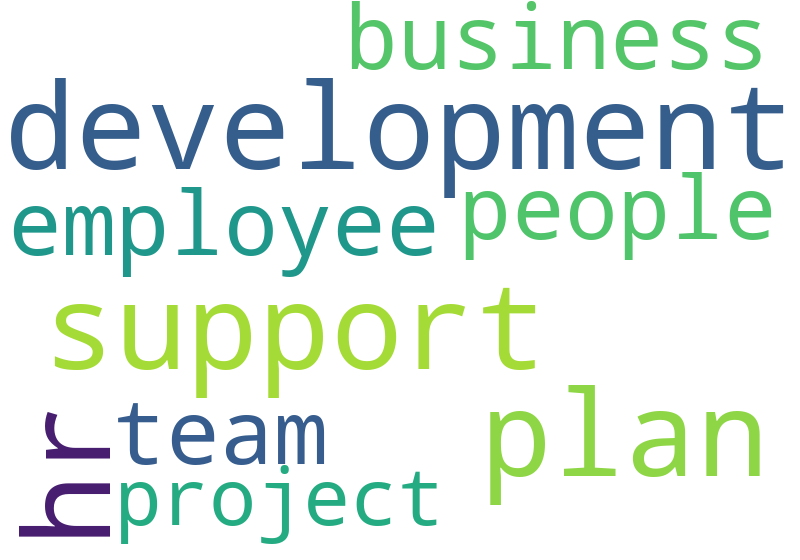 business
development
employee people
support
hr team plan
project